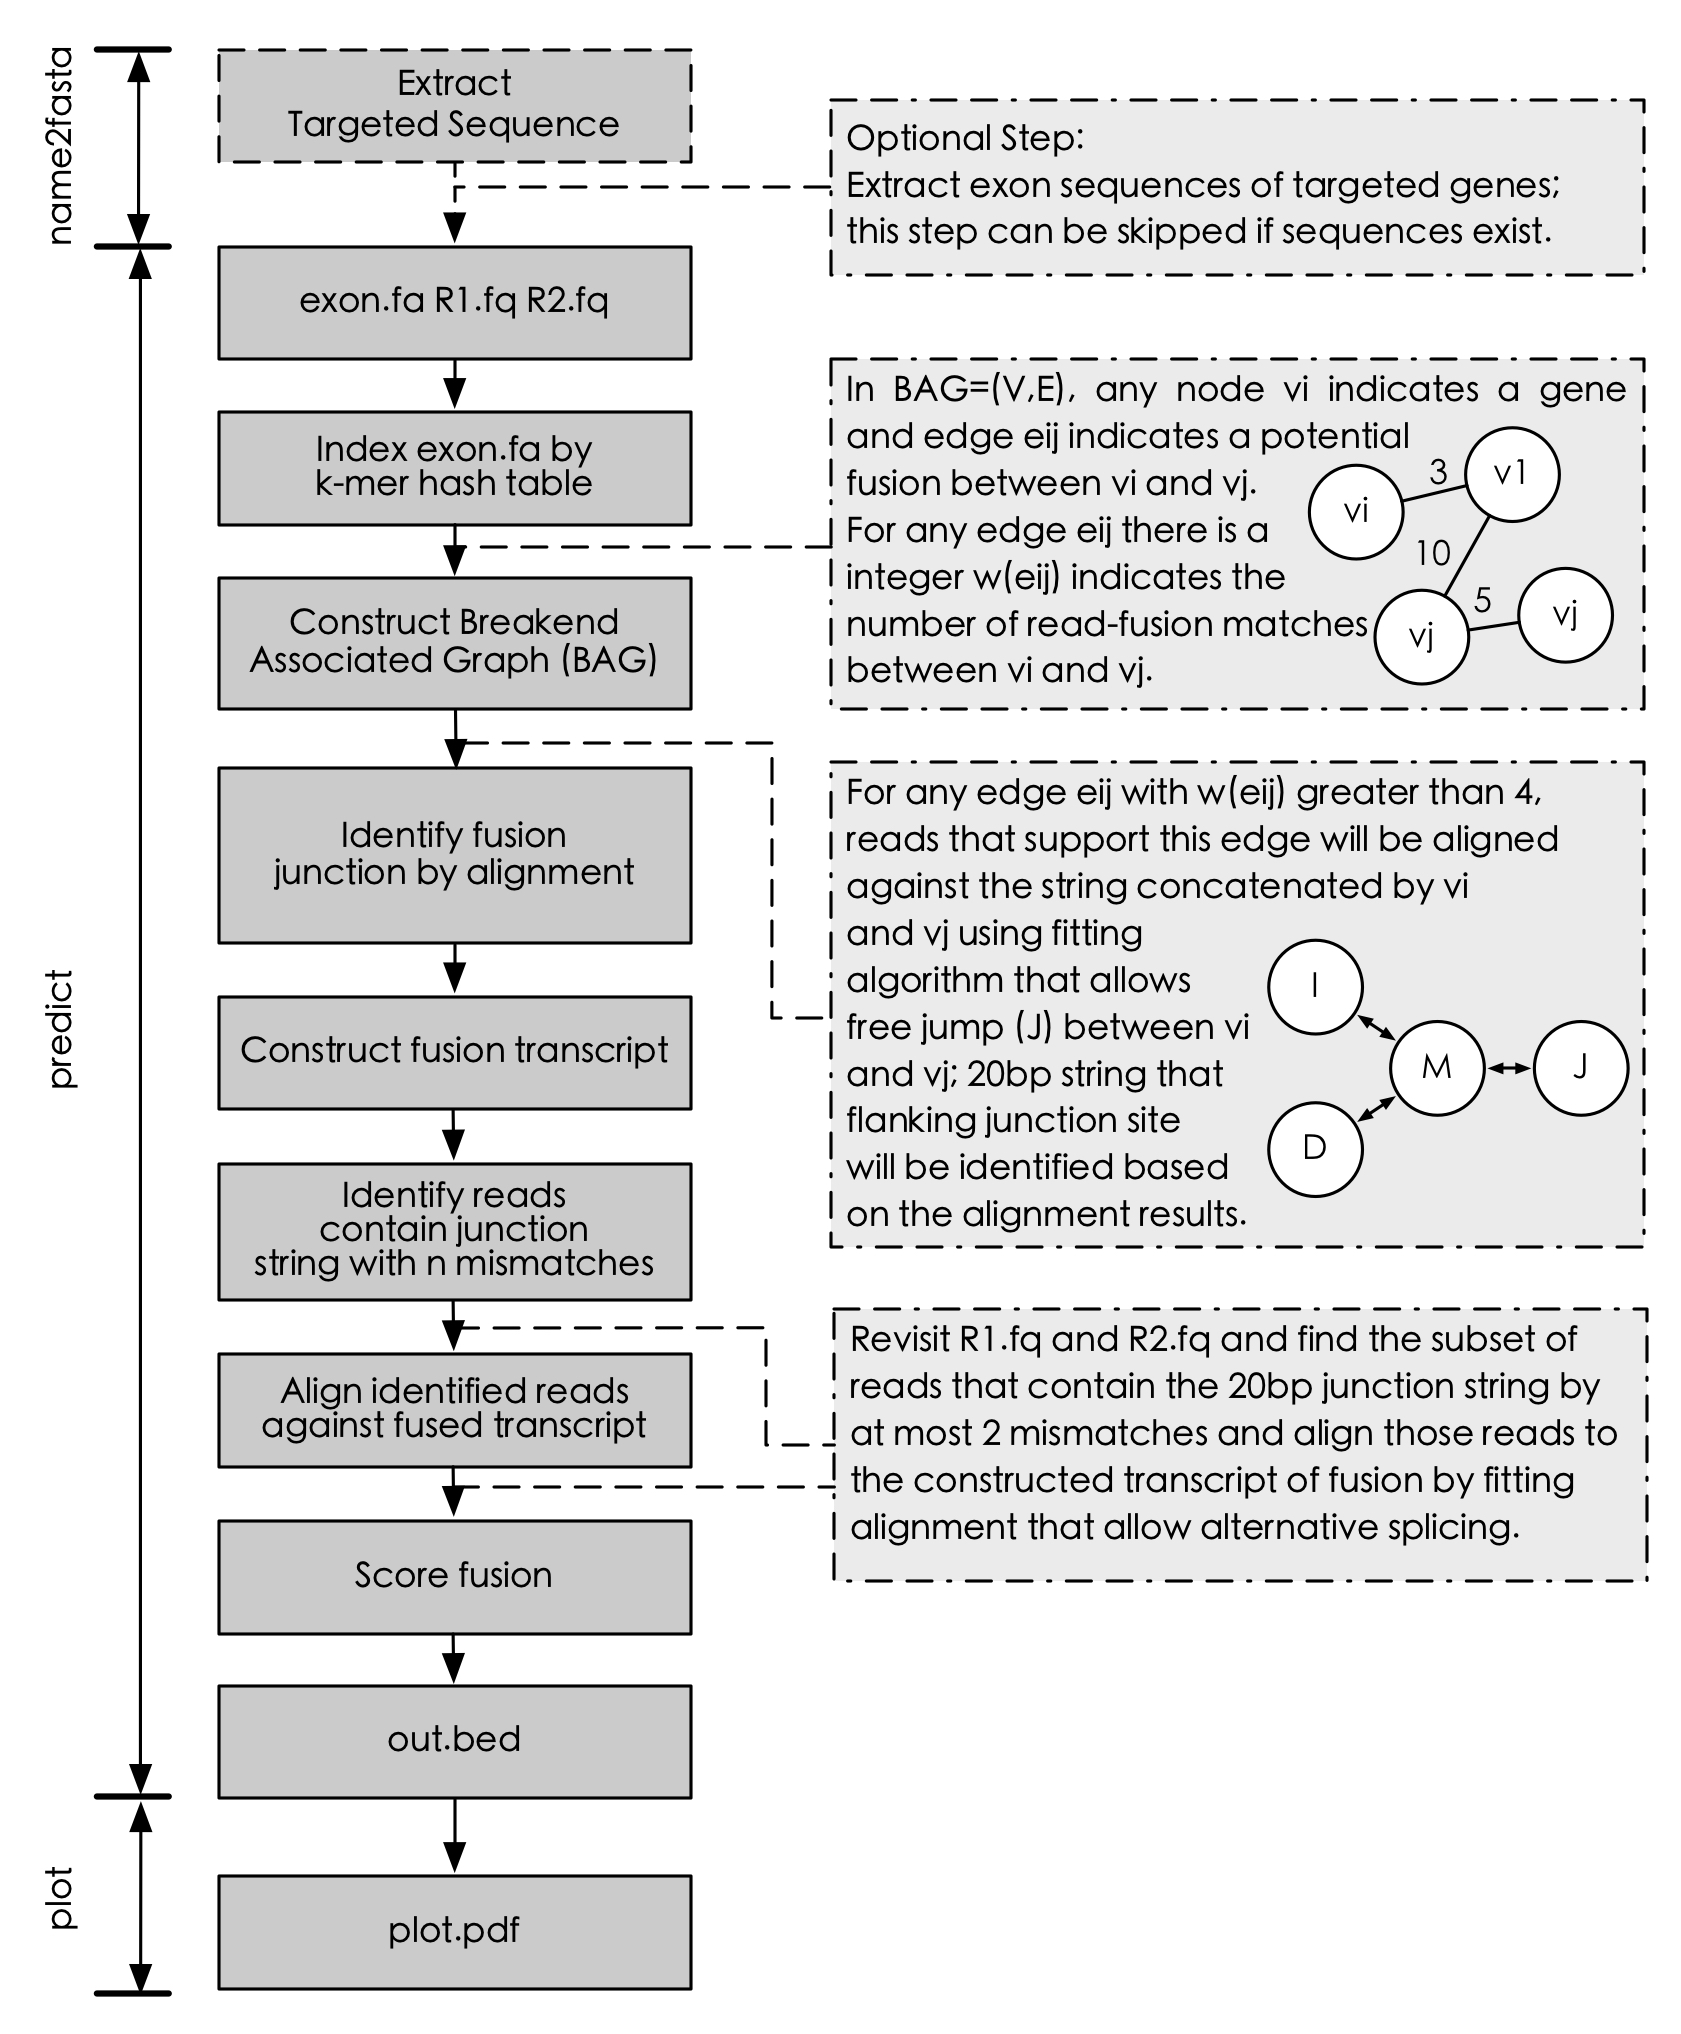 name2fasta
Extract
Targeted Sequence
Optional Step:
Extract exon sequences of targeted genes;
this step can be skipped if sequences exist.
predict
exon.fa R1.fq R2.fq
Index exon.fa by
k-mer hash table
In BAG=(V,E), any node vi indicates a gene
and edge eij indicates a potential
fusion between vi and vj.
For any edge eij there is a
integer w(eij) indicates the
number of read-fusion matches
between vi and vj.
vi
3
v1
10
vj
5
vj
Construct Breakend
Associated Graph (BAG)
Identify fusion
junction by alignment
For any edge eij with w(eij) greater than 4,
reads that support this edge will be aligned
against the string concatenated by vi
and vj using fitting
algorithm that allows
free jump (J) between vi
and vj; 20bp string that
flanking junction site
will be identified based
on the alignment results.
I
M
J
D
Construct fusion transcript
Identify reads
contain junction
string with n mismatches
Align identified reads
against fused transcript
Revisit R1.fq and R2.fq and find the subset of
reads that contain the 20bp junction string by
at most 2 mismatches and align those reads to
the constructed transcript of fusion by fitting
alignment that allow alternative splicing.
Score fusion
out.bed
plot
plot.pdf